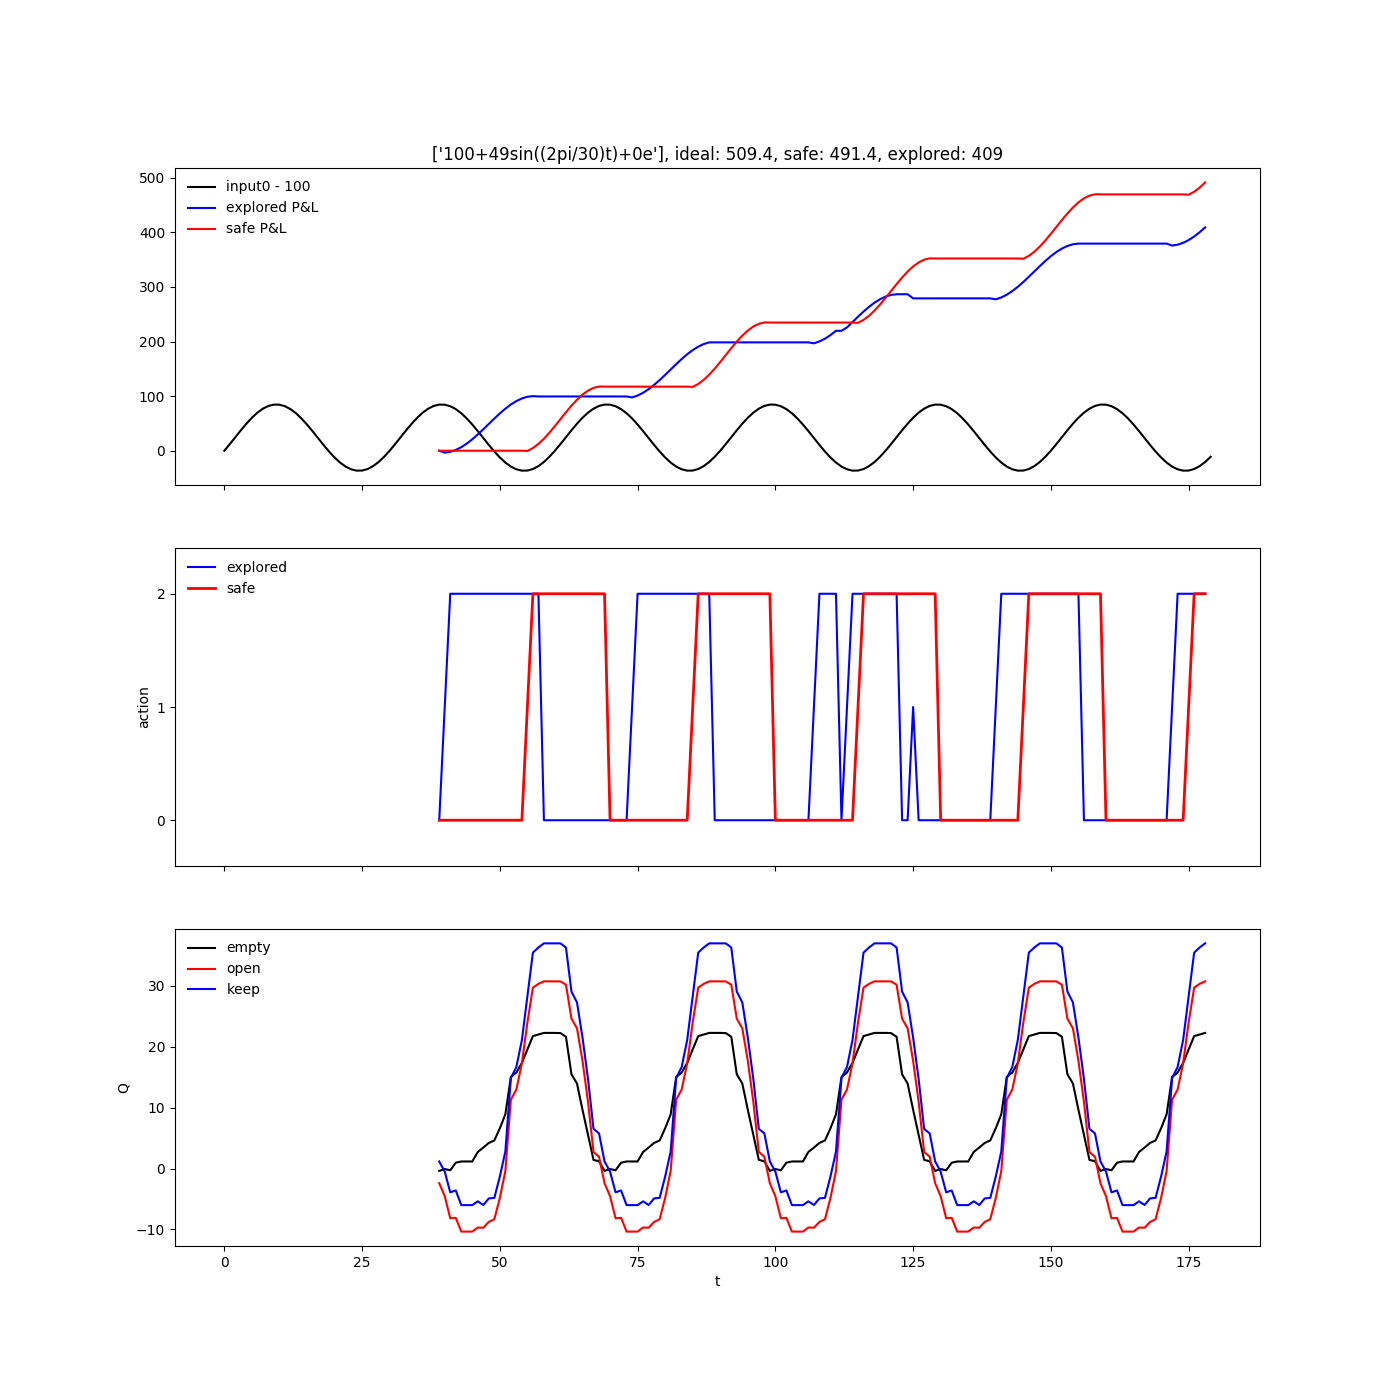 ['100+49sin((2pi/30)t)+0e'], ideal: 509.4, safe: 491.4, explored: 409
500
400
300
200
100
0
input0 - 100
explored P&L
safe P&L
action
2
1
0
explored
safe
Q
30
20
10
0
−10
empty
open
keep
0 25 50 75 100 125 150 175
t